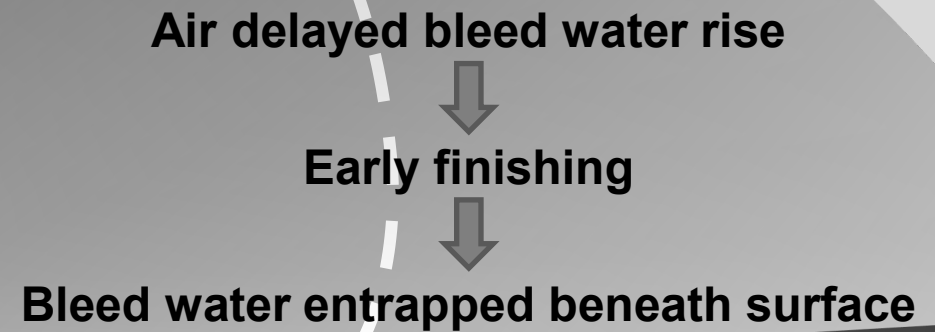 Air delayed bleed water rise
Early finishing
Bleed water entrapped beneath surface